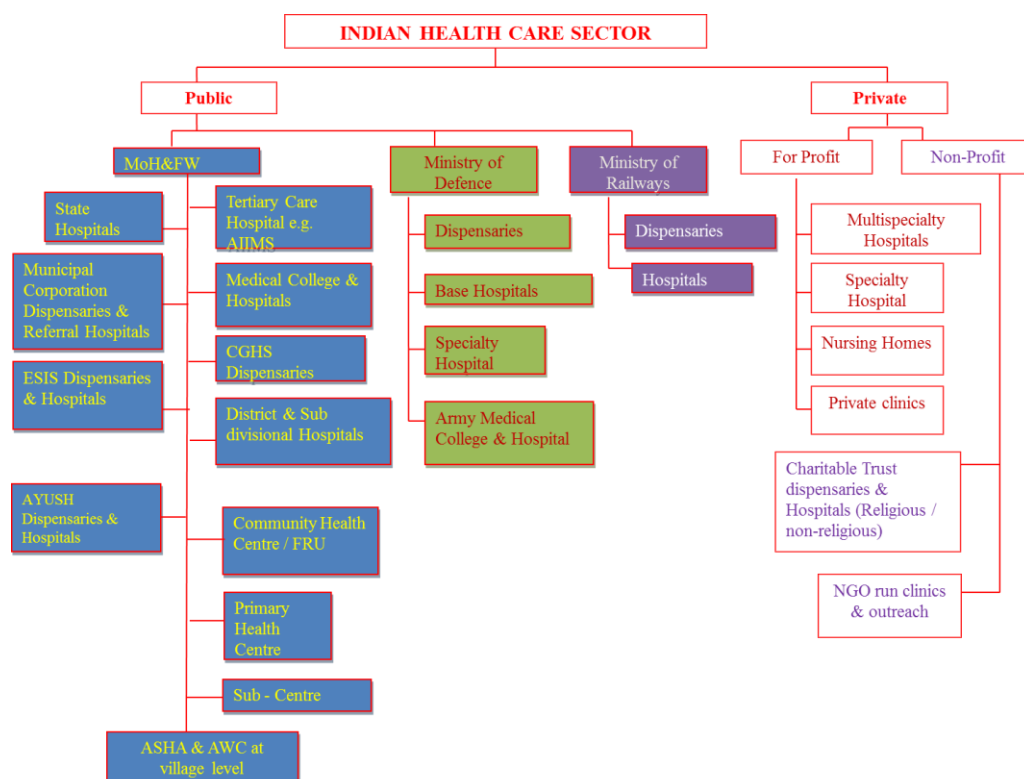 INDIAN HEALTH CARE SECTOR
Public
Private
MoH&FW
Ministry of
Defence
Ministry of
Railways
For Profit
Non-Profit
State
Hospitals
Tertiary Care
Hospital e.g.
AIIMS
Municipal
Corporation
Dispensaries &
Referral Hospitals
Medical College &
Hospitals
CGHS
Dispensaries
ESIS Dispensaries
& Hospitals
District & Sub
divisional Hospitals
AYUSH
Dispensaries &
Hospitals
Community Health
Centre / FRU
Primary
Health
Centre
Sub - Centre
ASHA & AWC at
village level
Dispensaries
Base Hospitals
Specialty
Hospital
Army Medical
College & Hospital
Dispensaries
Hospitals
Multispecialty
Hospitals
Specialty
Hospital
Nursing Homes
Private clinics
Charitable Trust
dispensaries &
Hospitals (Religious /
non-religious)
NGO run clinics
& outreach